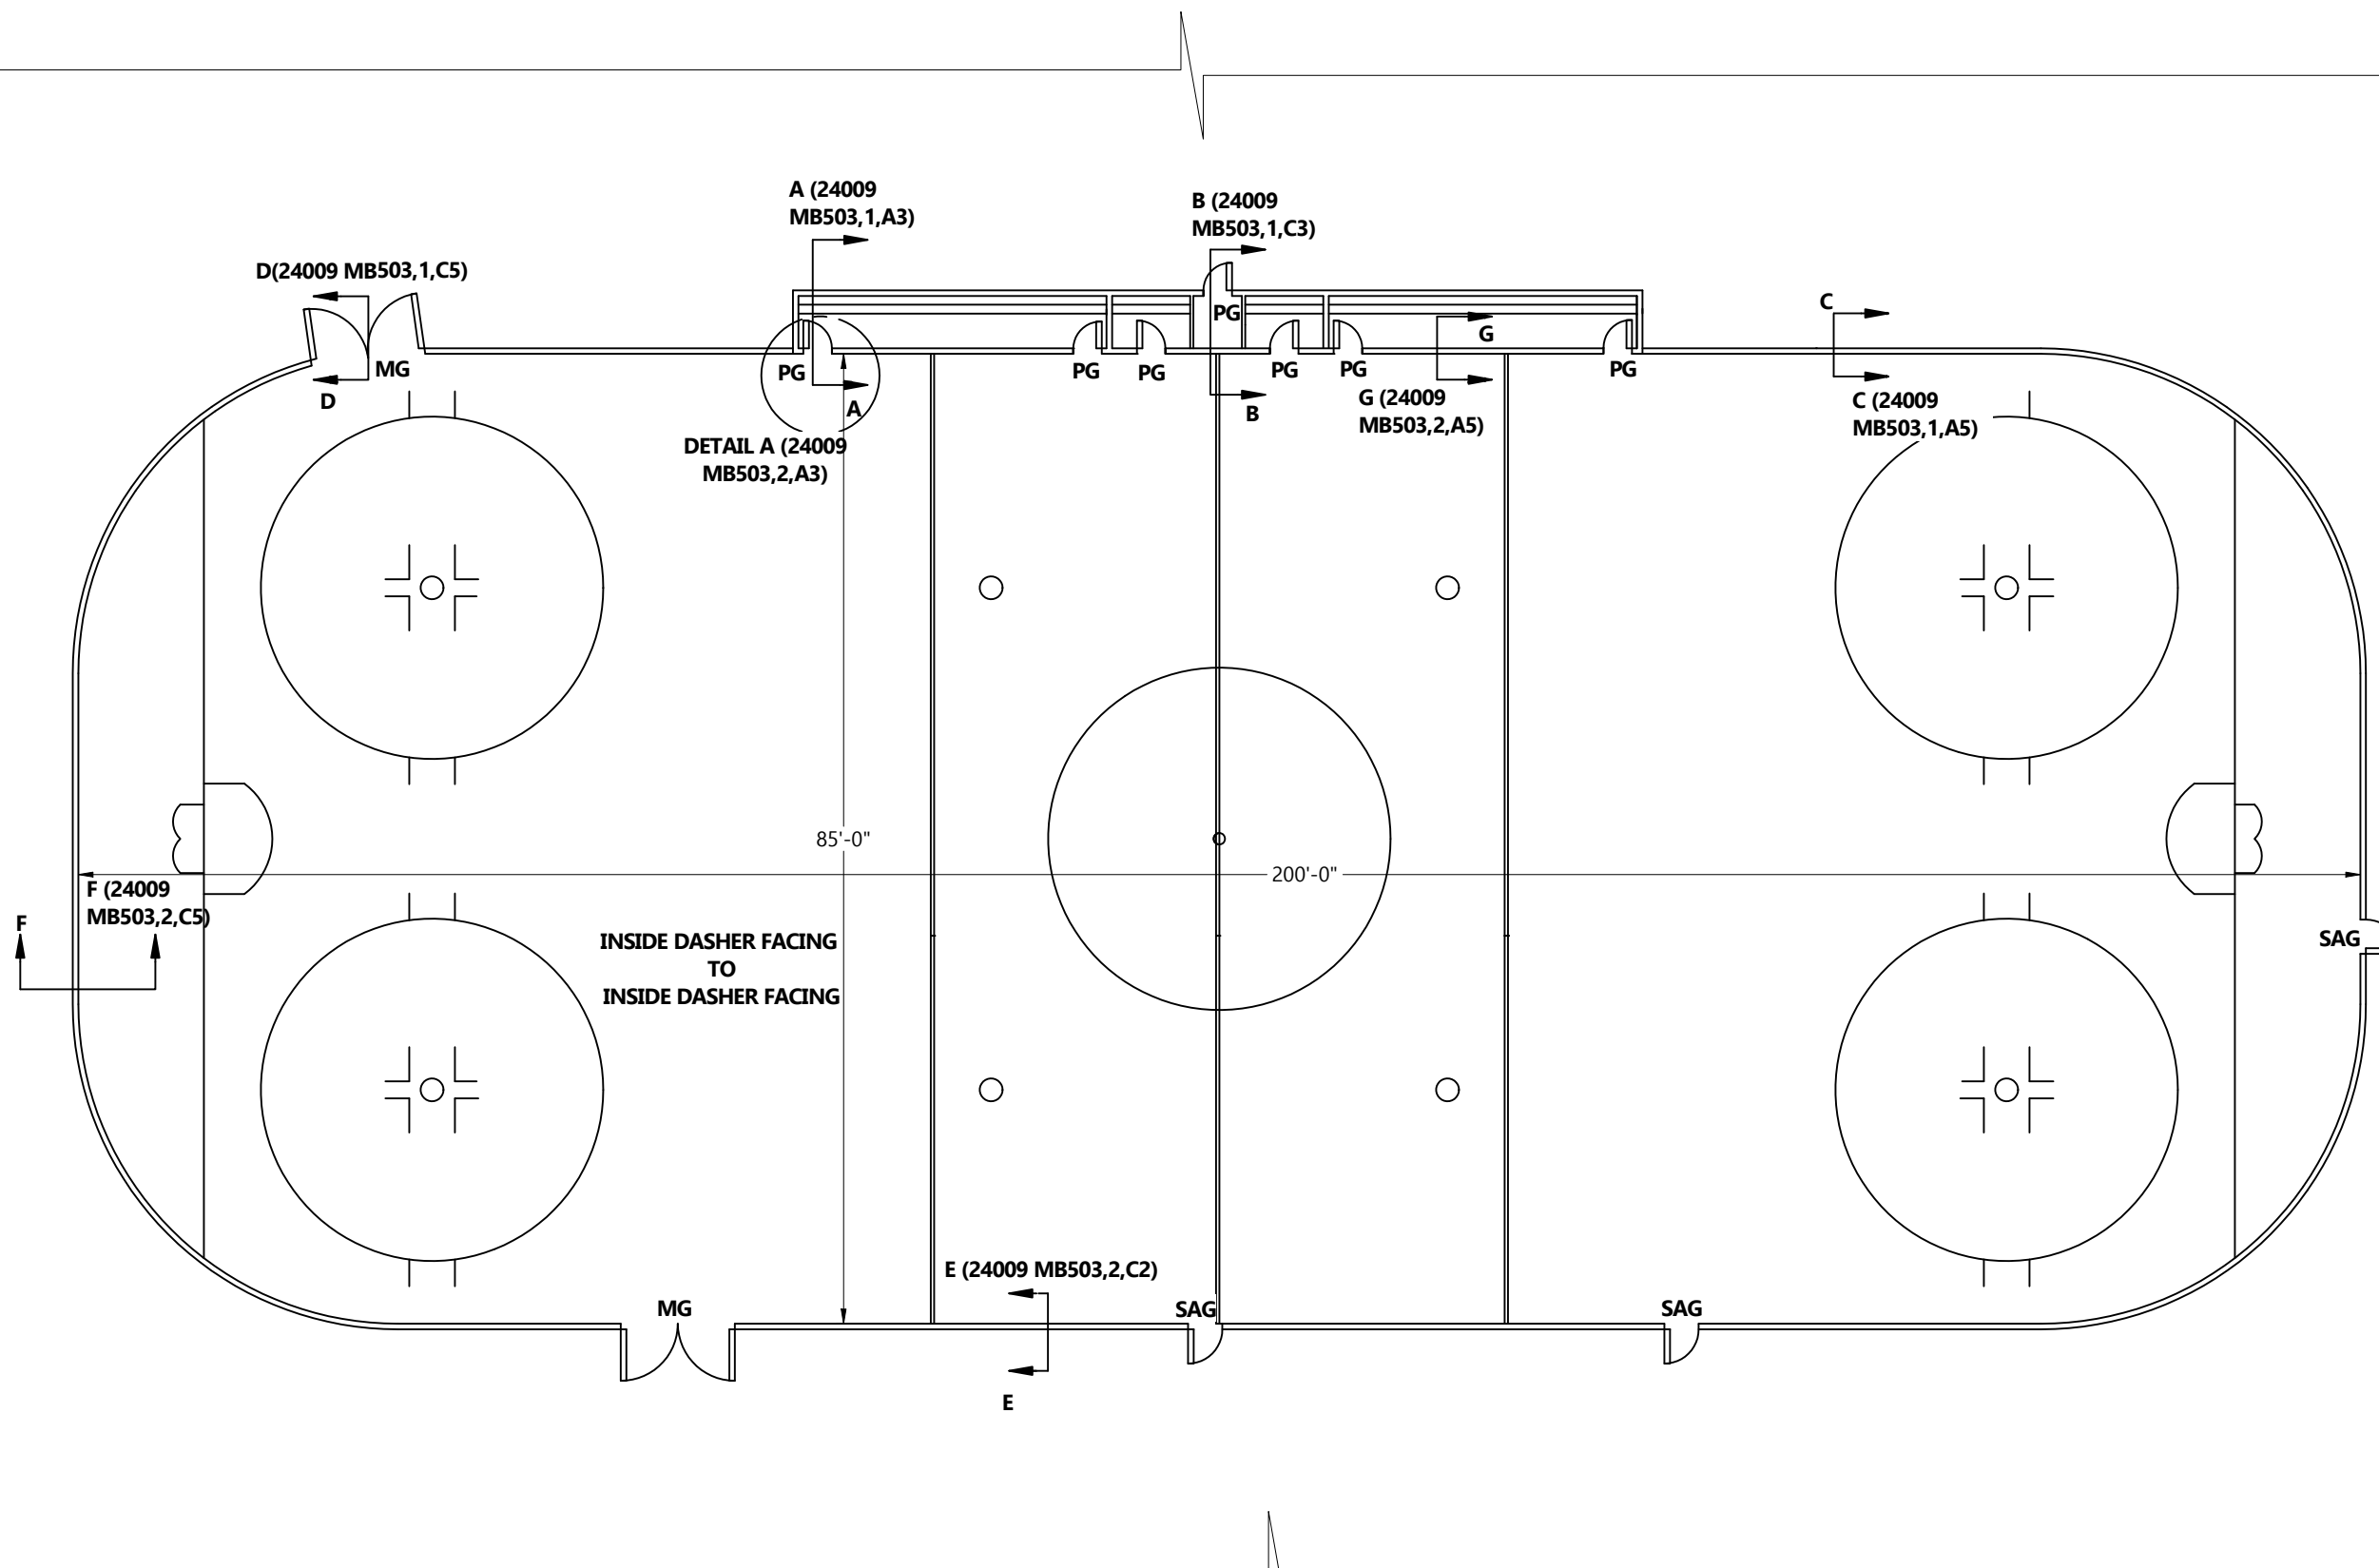 A (24009
MB503,1,A3)
B (24009
MB503,1,C3)
D(24009 MB503,1,C5)
C
PG
G
MG
PG
PG
PG
PG
PG
PG
D
A
B
G (24009
MB503,2,A5)
C (24009
MB503,1,A5)
DETAIL A (24009
MB503,2,A3)
85'-0"
200'-0"
F (24009
MB503,2,C5)
F
INSIDE DASHER FACING
TO
INSIDE DASHER FACING
SAG
E (24009 MB503,2,C2)
MG
SAG
SAG
E